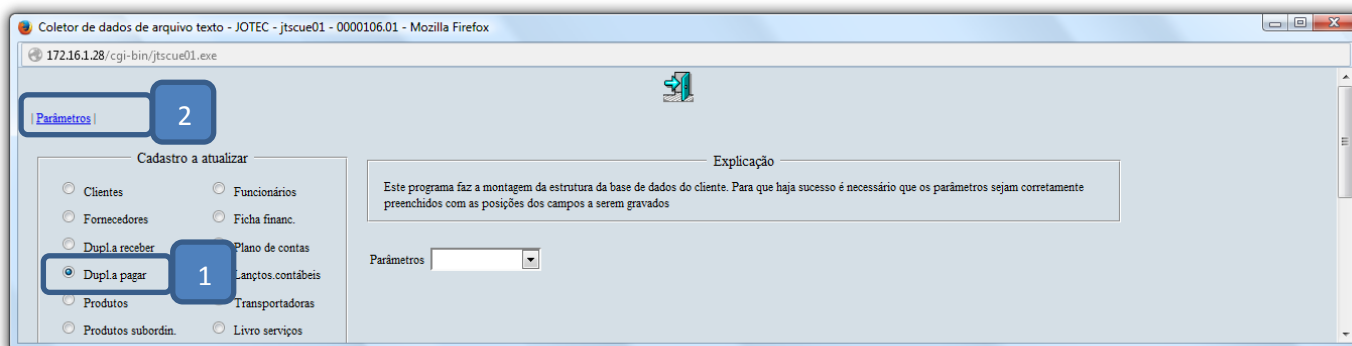 Coletor de dados de arquivo texto - JOTEC - jtscue01 - 0000106.01 - Mozilla Firefox
172.16.1.28/cgi-bin/jtscue01.exe
| Parâmetros |
2
Cadastro a atualizar
Clientes
Funcionários
Fornecedores
Ficha financ.
Dupl.a receber
Plano de contas
Dupl.a pagar
1
Lançtos.contábeis
Produtos
Transportadoras
Produtos subordin.
Livro serviços
Explicação
Este programa faz a montagem da estrutura da base de dados do cliente. Para que haja sucesso é necessário que os parâmetros sejam corretamente
preenchidos com as posições dos campos a serem gravados
Parâmetros